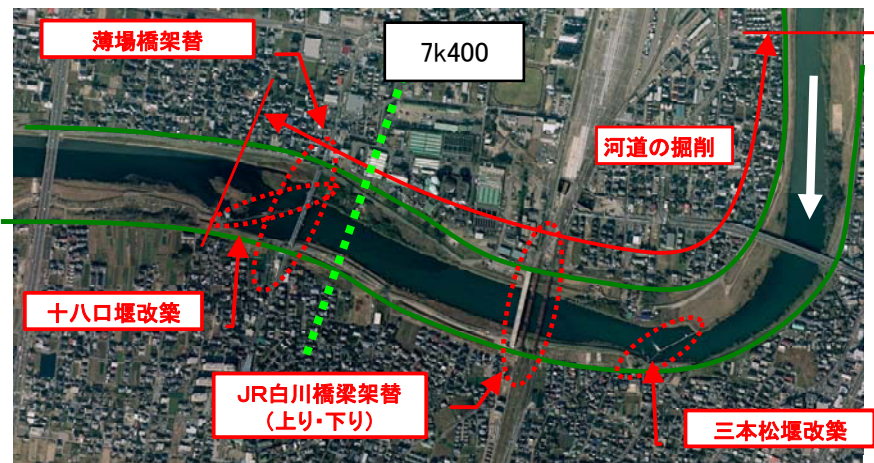 薄場橋架替
7k400
河道の掘削
十八口堰改築
JR白川橋梁架替
(上り・下り)
三本松堰改築